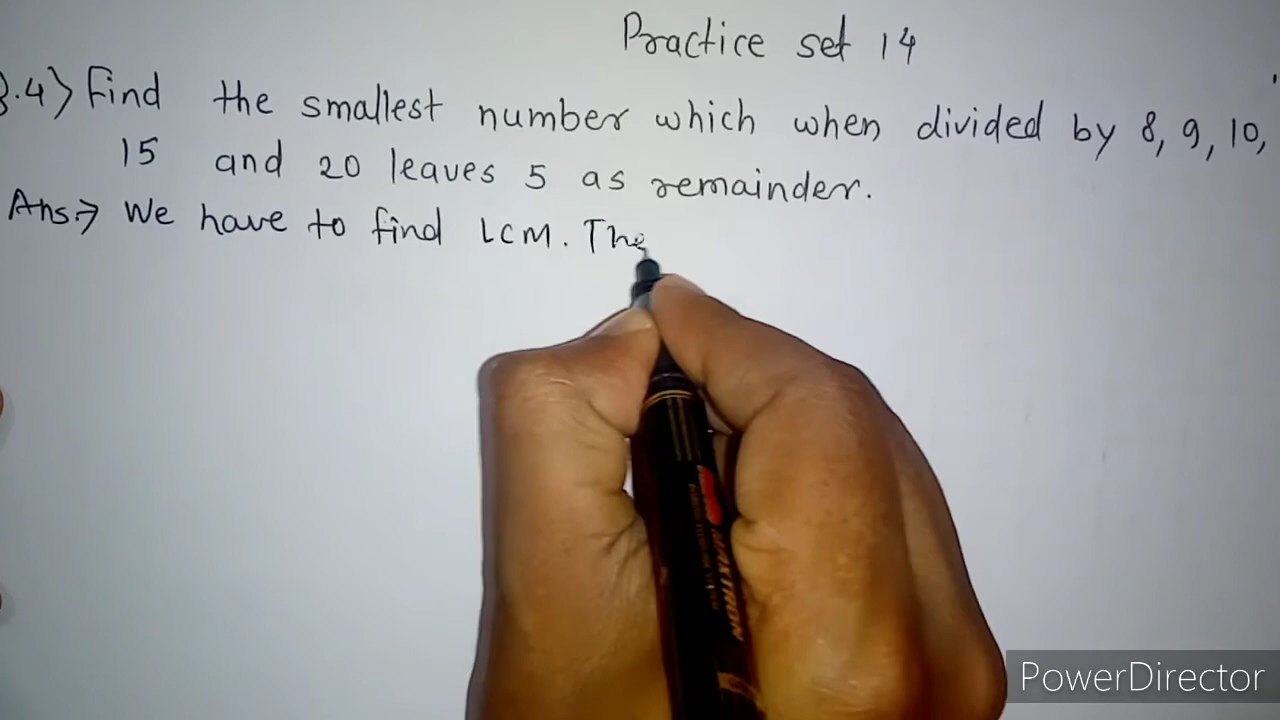 Practice set 14
.4) Find the smallest number which when divided by 8, 9, 10,
15 and 20 leaves 5 as remainder.
Ans:→ We have to find LCM. The
PowerDirector